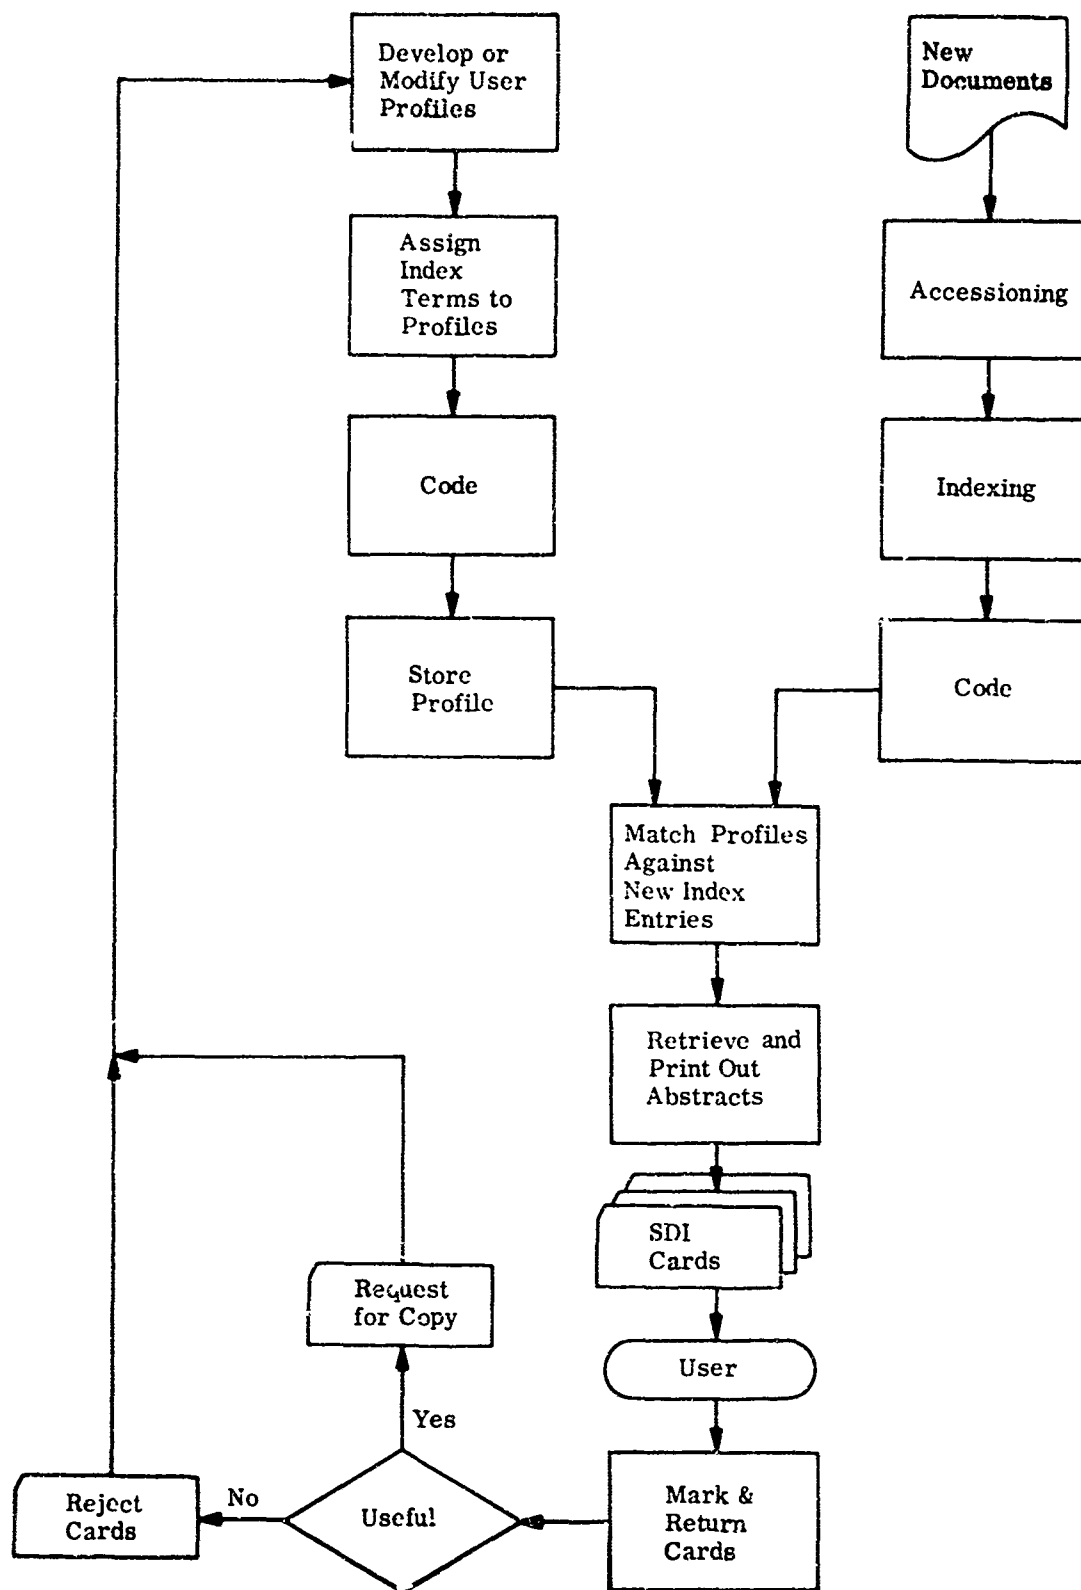 Develop or
Modify User
Profiles
New
Documents
Assign
Index
Terms to
Profiles
Accessioning
Code
Indexing
Store
Profile
Code
Match Profiles
Against
New Index
Entries
Retrieve and
Print Out
Abstracts
SDI
Cards
Request
for Copy
User
Yes
Reject
Cards
No
Useful
Mark &
Return
Cards